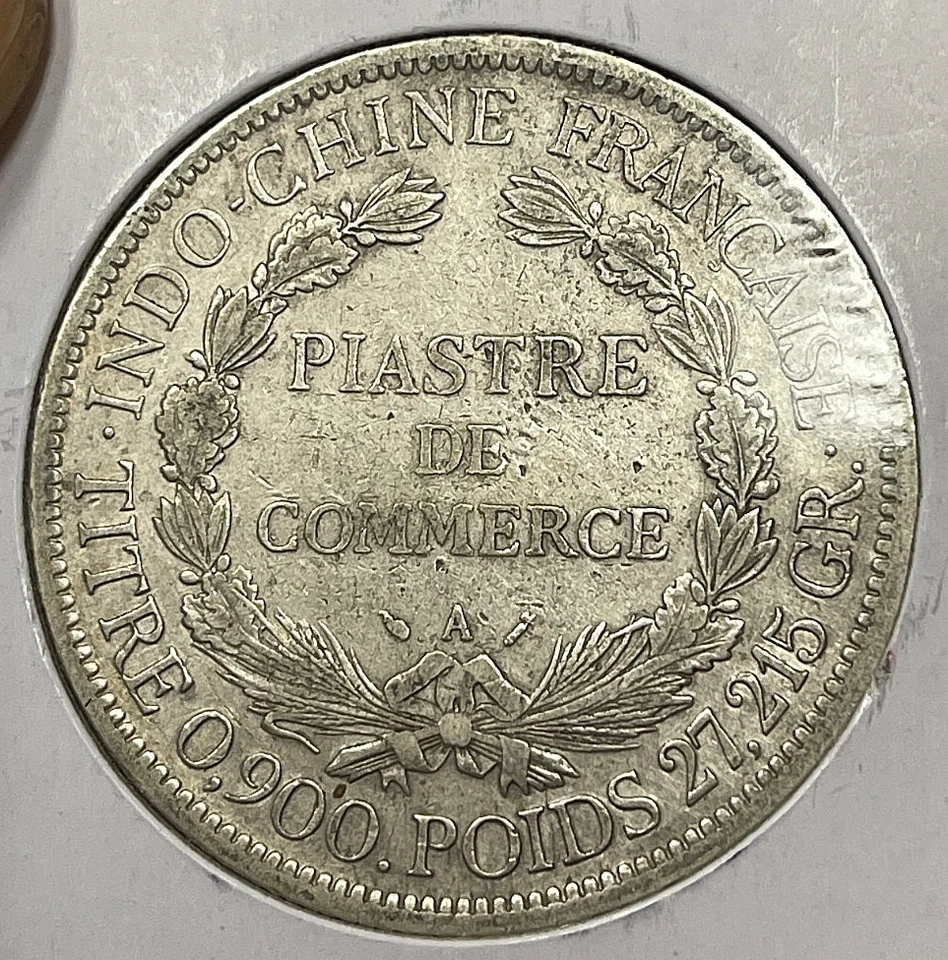 INDO-CHINE FRANÇAISE
PIASTRE
DE
COMMERCE
A
TITRE 0,900. POIDS 27,215 GR.